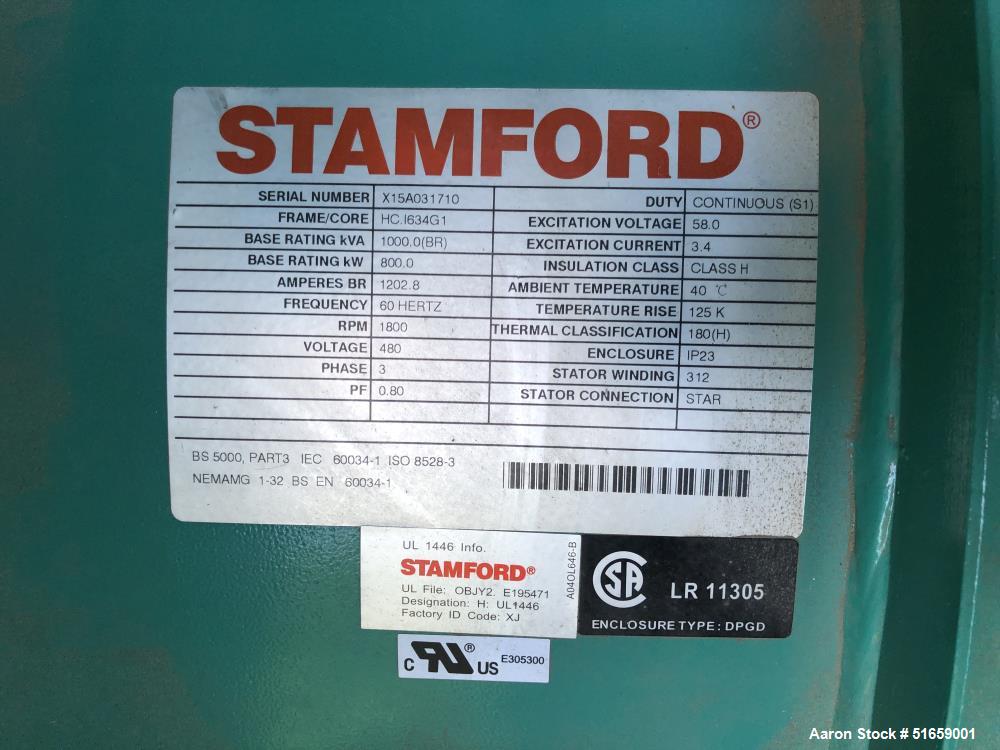 STAMFORD®
SERIAL NUMBER X15A031710
FRAME/CORE HC.I634G1
BASE RATING kVA 1000.0(BR)
BASE RATING kW 800.0
AMPERES BR 1202.8
FREQUENCY 60 HERTZ
RPM 1800
VOLTAGE 480
PHASE 3
PF 0.80
DUTY CONTINUOUS (S1)
EXCITATION VOLTAGE 58.0
EXCITATION CURRENT 3.4
INSULATION CLASS CLASS H
AMBIENT TEMPERATURE 40 ℃
TEMPERATURE RISE 125 K
THERMAL CLASSIFICATION 180(H)
ENCLOSURE IP23
STATOR WINDING 312
STATOR CONNECTION STAR
BS 5000, PART3 IEC 60034-1 ISO 8528-3
NEMAMG 1-32 BS EN 60034-1
UL 1446 Info.
STAMFORD®
UL File: OBJY2. E195471
Designation: H: UL1446
Factory ID Code: XJ
A040L646-B
SA
LR 11305
ENCLOSURE TYPE: DPGD
C RU® US E305300
Aaron Stock # 51659001